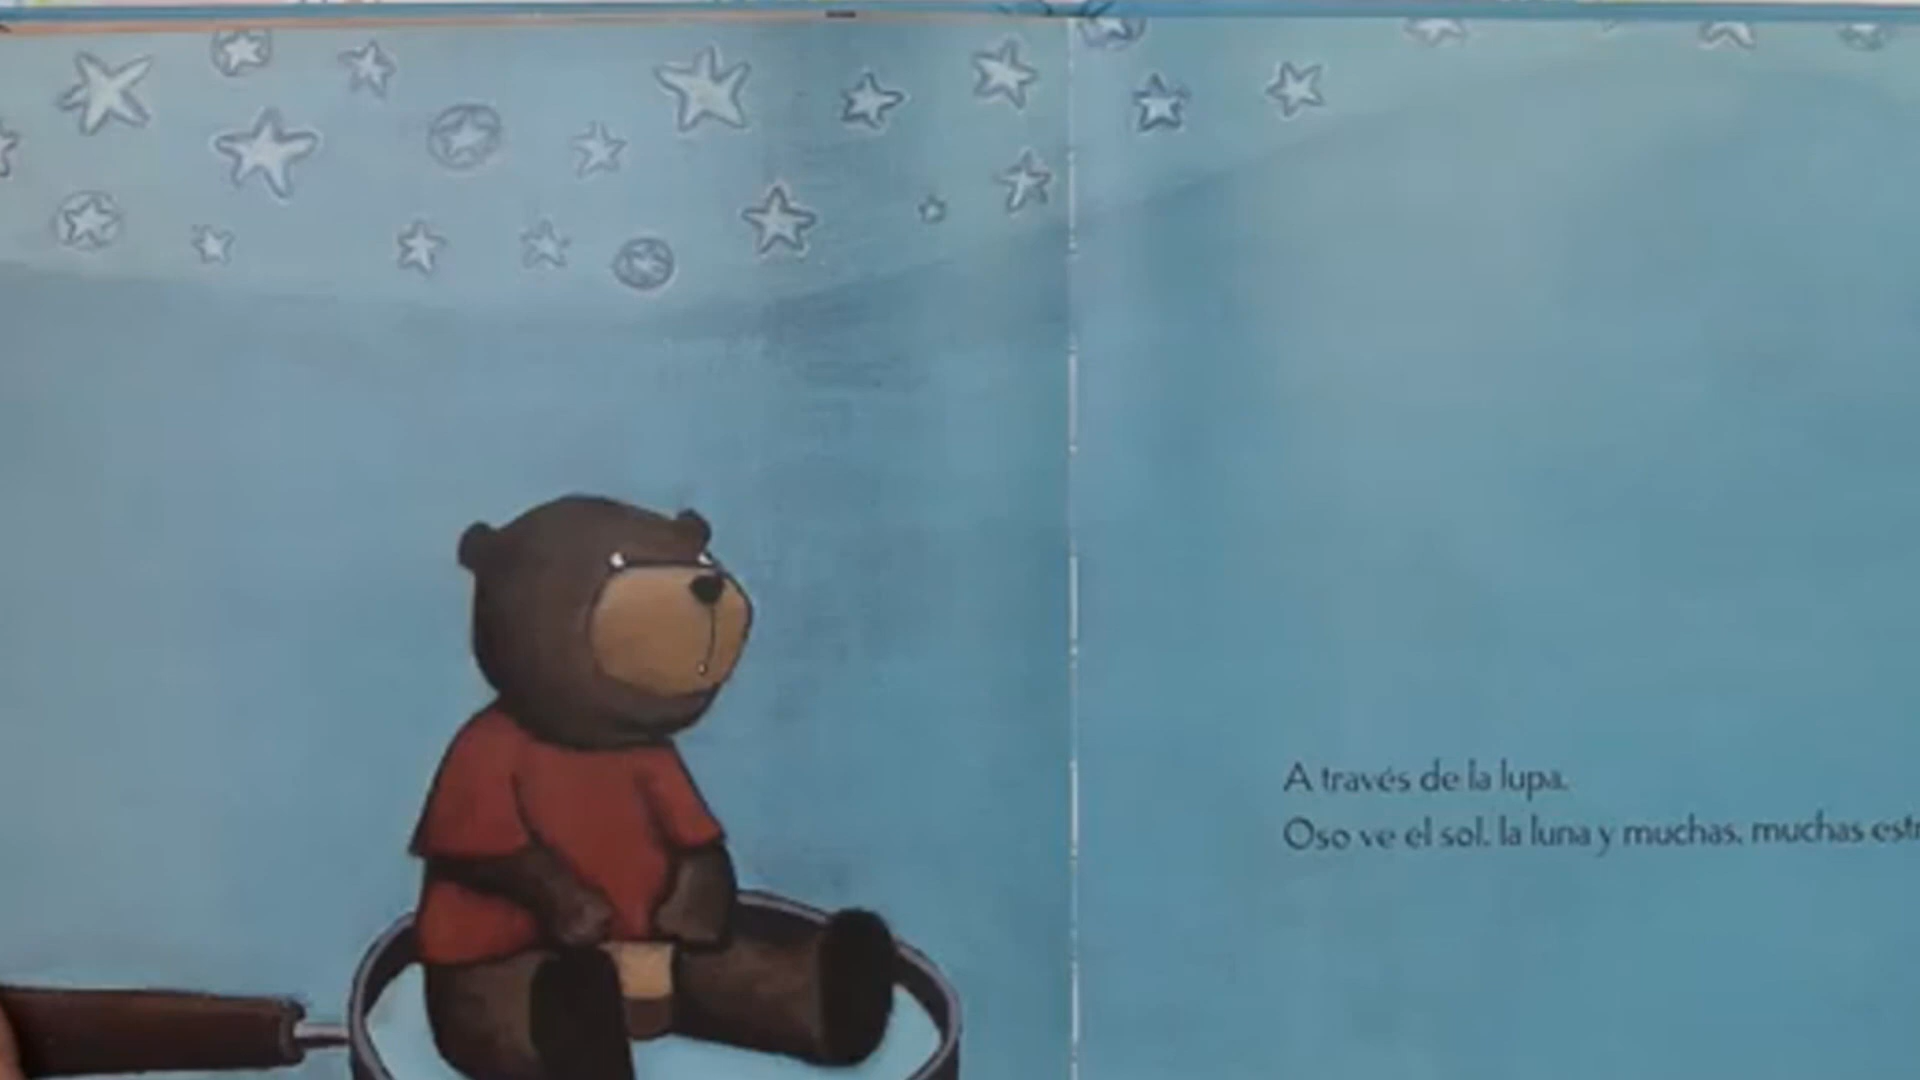 A través de la lupa,
Oso ve el sol, la luna y muchas, muchas